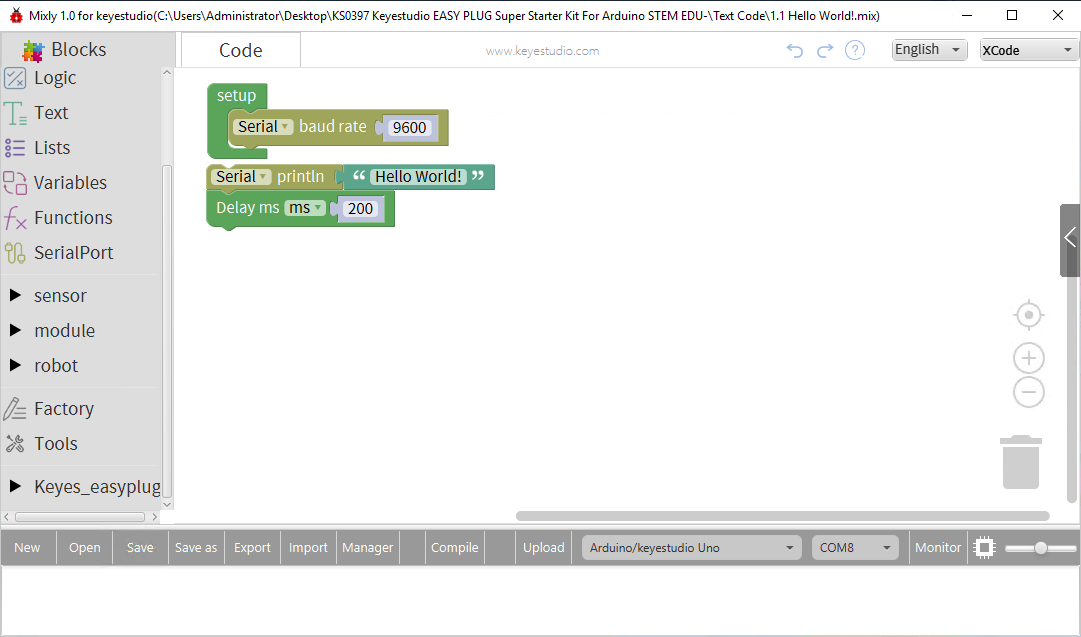 Mixly 1.0 for keyestudio(C:\Users\Administrator\Desktop\KS0397 Keyestudio EASY PLUG Super Starter Kit For Arduino STEM EDU-\Text Code\1.1 Hello World!.mix)
Blocks
Code
www.keyestudio.com
?
English
XCode
Logic
Text
Lists
Variables
Functions
SerialPort
sensor
module
robot
Factory
Tools
Keyes_easyplug
setup
Serial baud rate 9600
Serial println “ Hello World! ”
Delay ms ms 200
New Open Save Save as Export Import Manager Compile Upload Arduino/keyestudio Uno COM8 Monitor